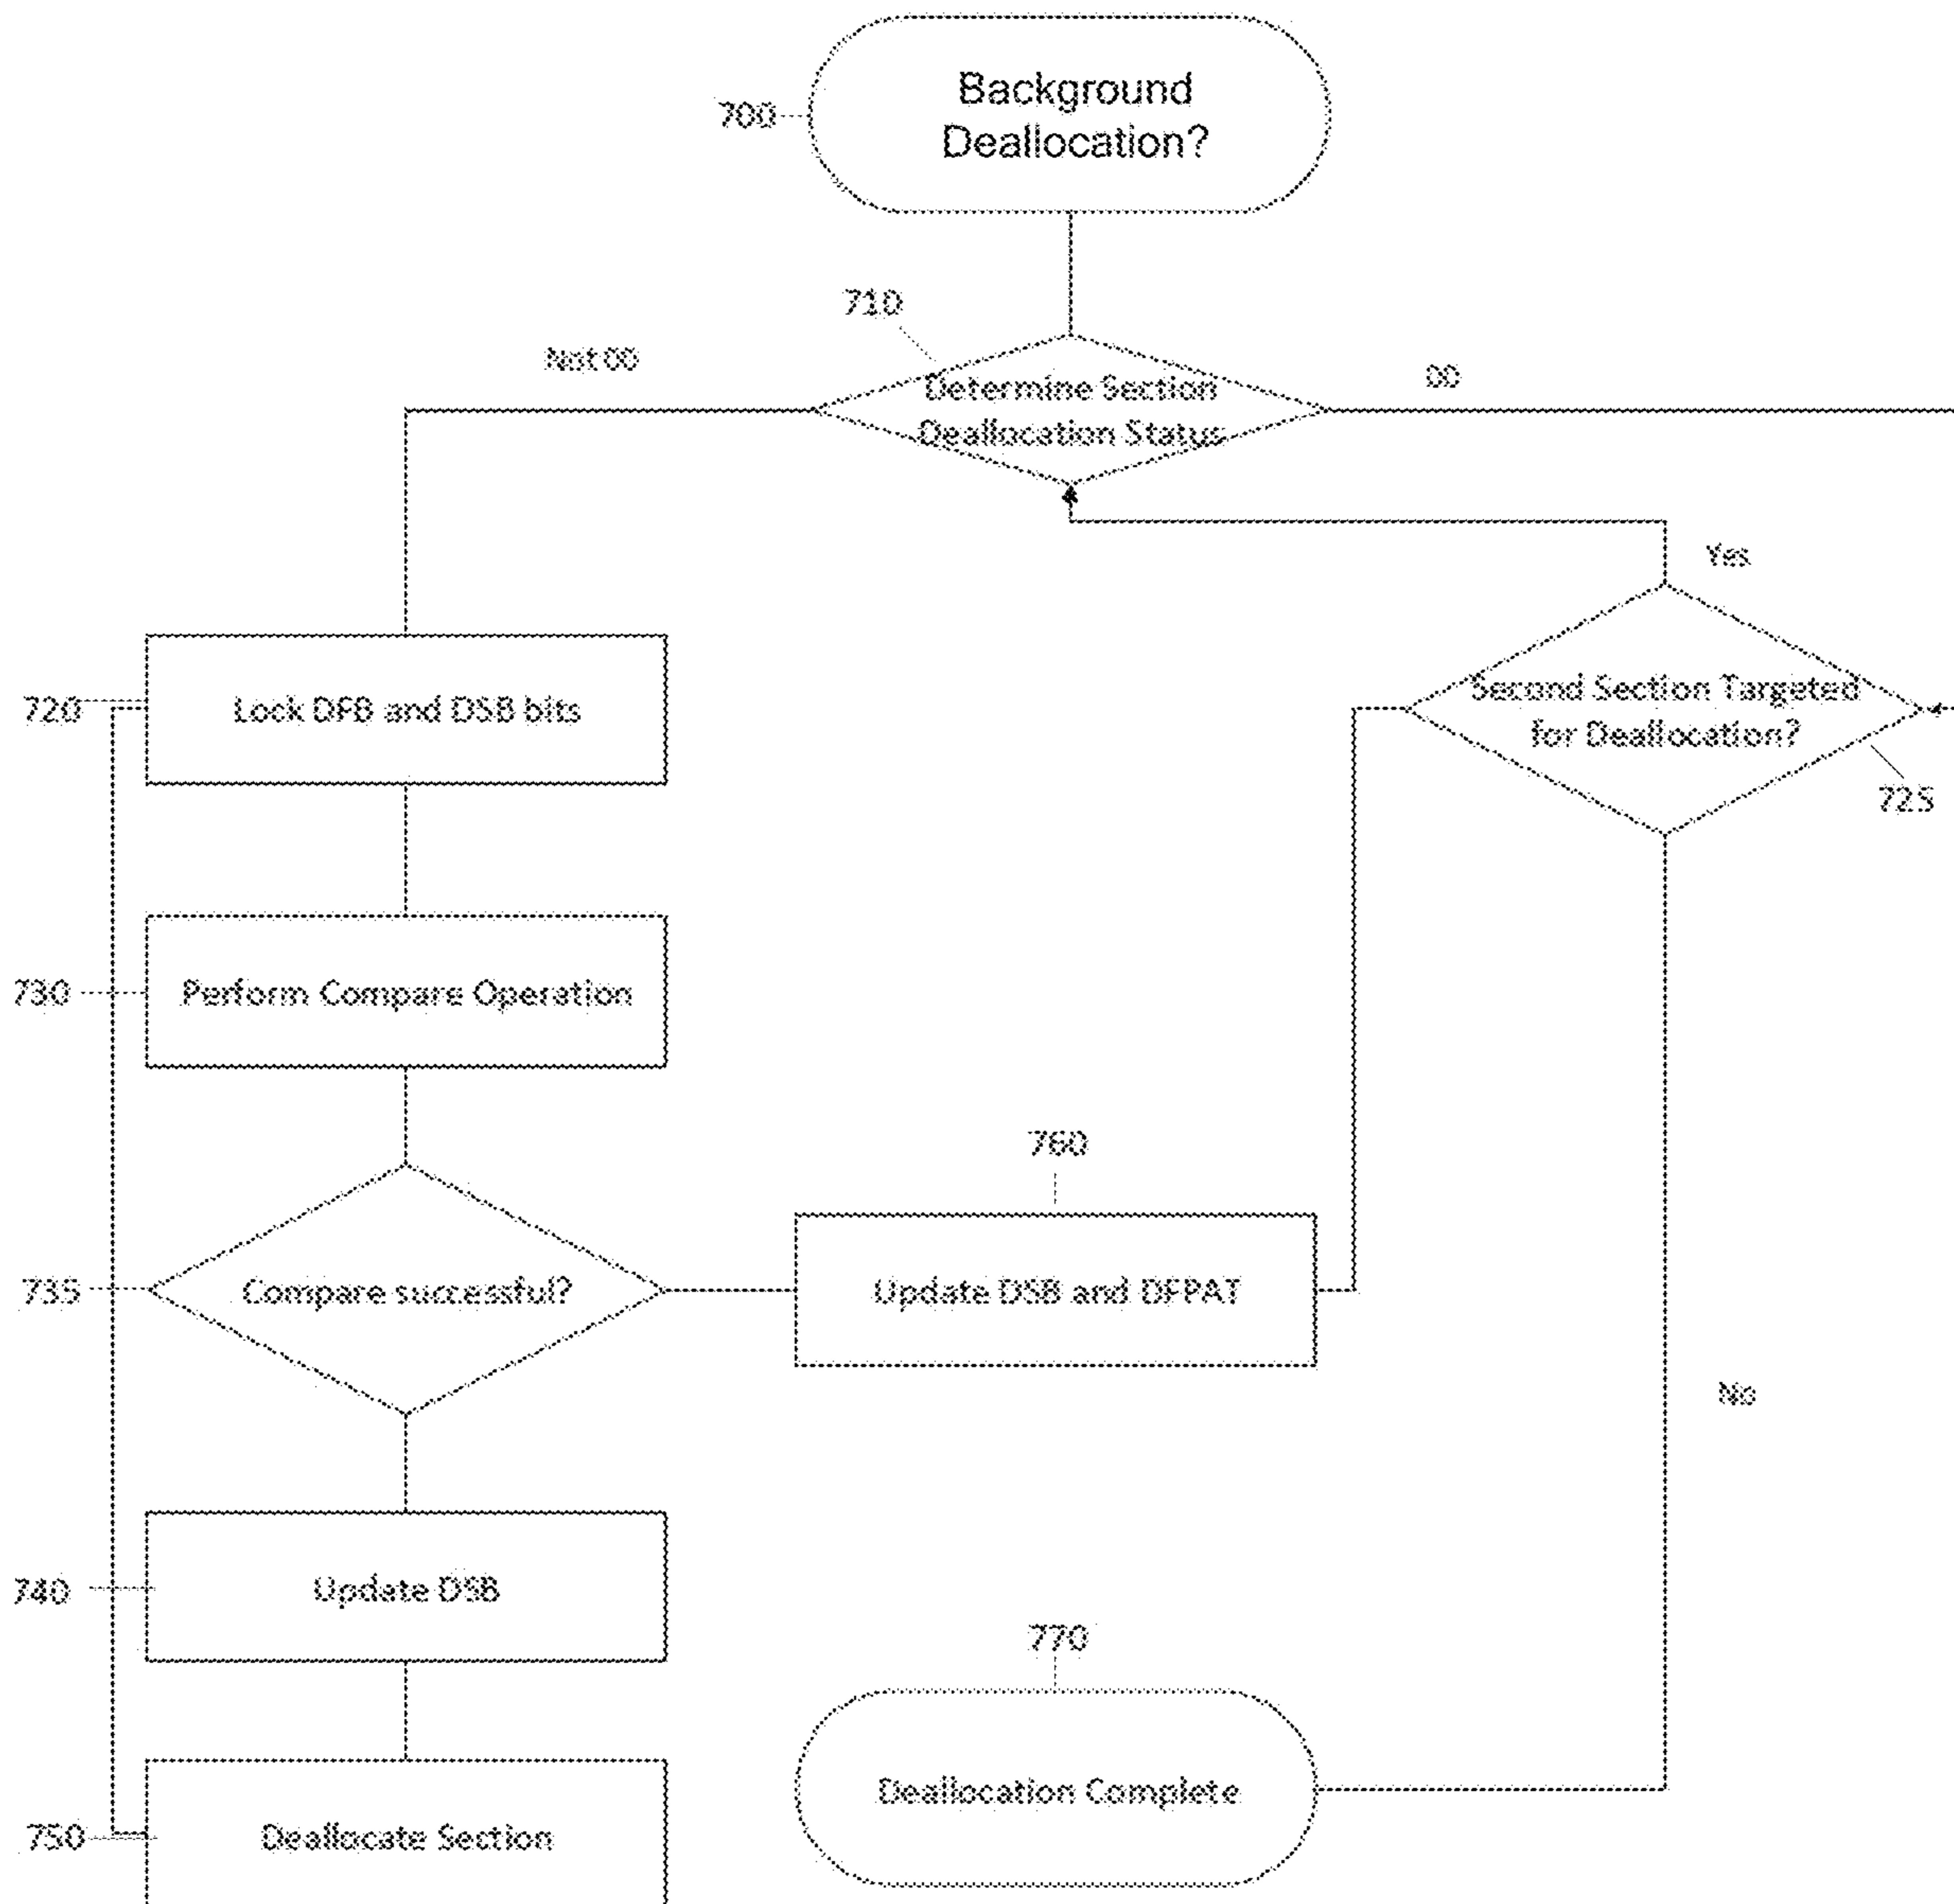 Background
Deallocation?
700
710
Not 00
Determine Section
Deallocation Status
00
Yes
720
Lock DFB and DSB bits
Second Section Targeted
for Deallocation?
725
730
Perform Compare Operation
760
735
Compare successful?
Update DSB and DFPAT
No
740
Update DSB
770
750
Deallocate Section
Deallocation Complete